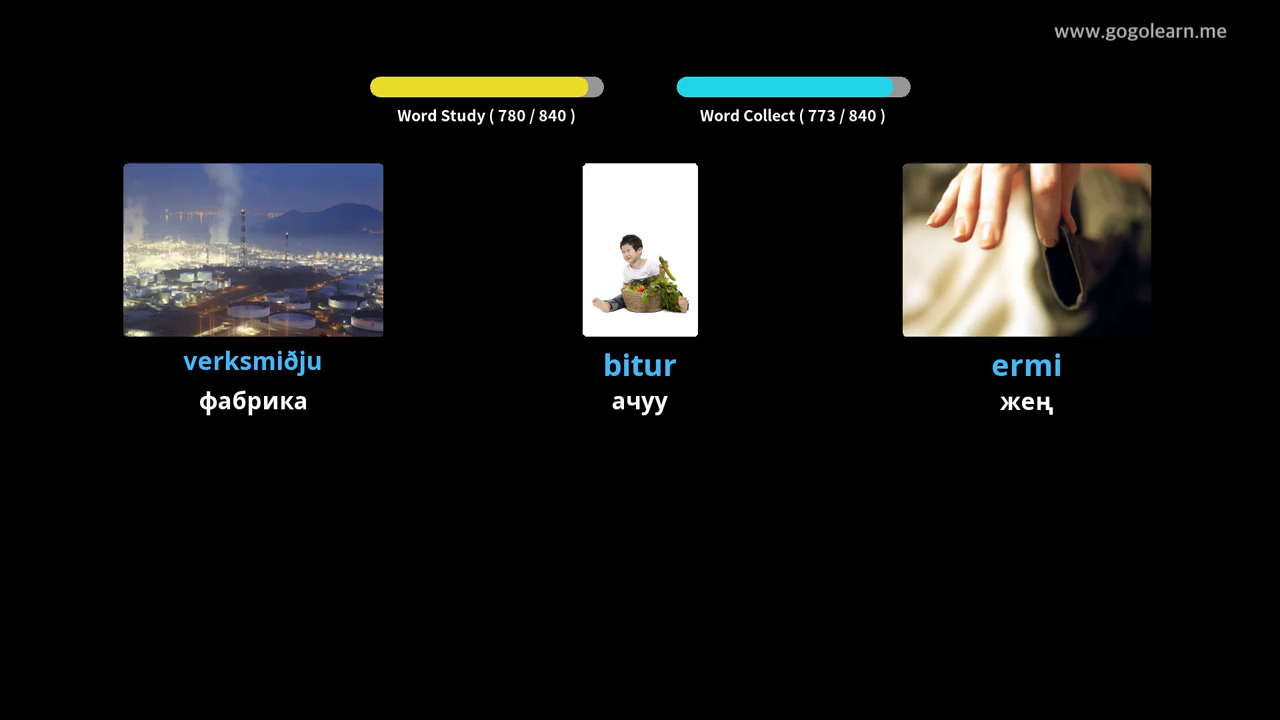 www.gogolearn.me
Word Study ( 780 / 840 )
Word Collect ( 773 / 840 )
verksmiðju
bitur
ermi
фабрика
ачуу
жең